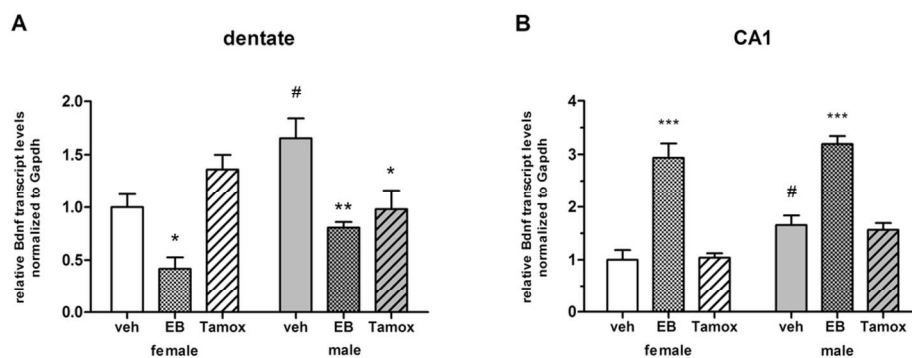 A
dentate
relative Bdnf transcript levels
normalized to Gapdh
2.0
1.5
1.0
0.5
0.0
*
#
**
*
veh EB Tamox veh EB Tamox
female male
B
CA1
relative Bdnf transcript levels
normalized to Gapdh
4
3
2
1
0
***
#
***
veh EB Tamox veh EB Tamox
female male